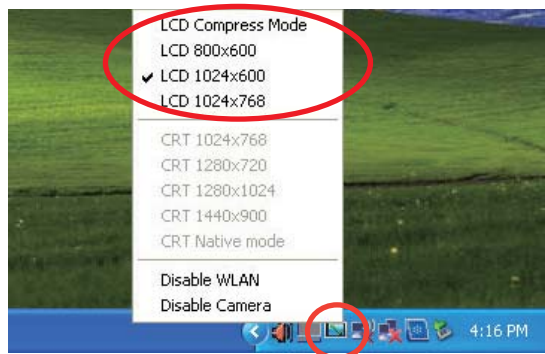 LCD Compress Mode
LCD 800x600
LCD 1024x600
LCD 1024x768
CRT 1024x768
CRT 1280x720
CRT 1280x1024
CRT 1440x900
CRT Native mode
Disable WLAN
Disable Camera
4:16 PM